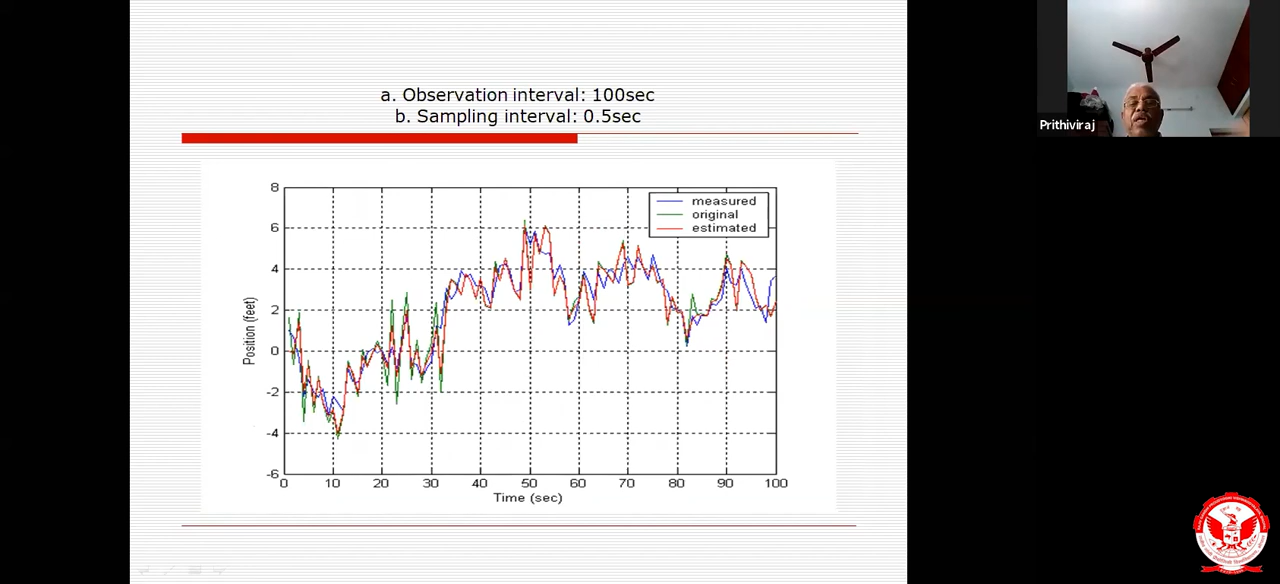 a. Observation interval: 100sec
b. Sampling interval: 0.5sec
8
6
4
2
0
-2
-4
-6
0 10 20 30 40 50 60 70 80 90 100
Position (feet)
Time (sec)
measured
original
estimated
Prithiviraj